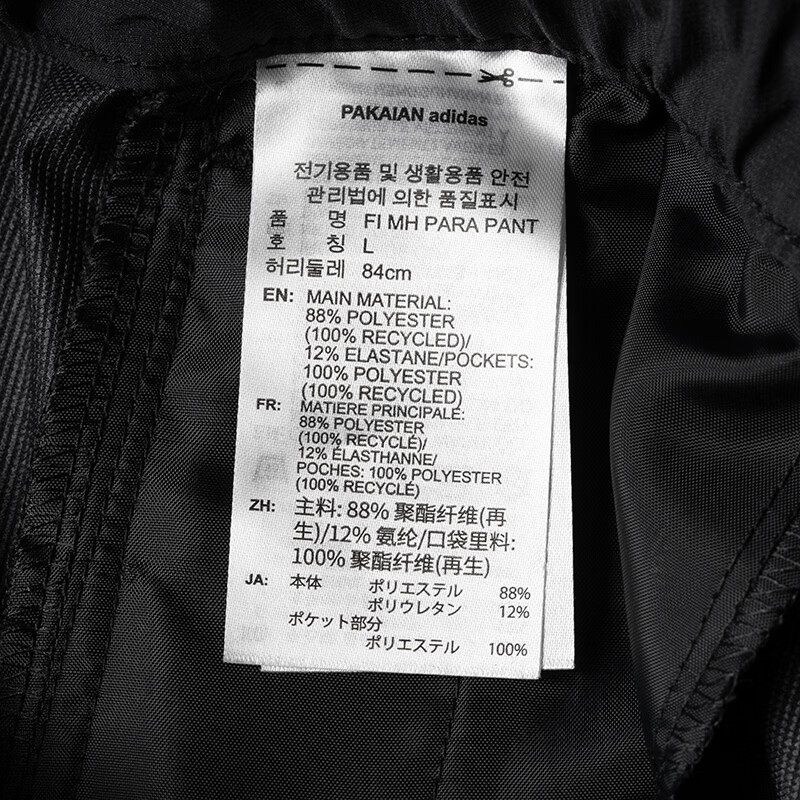 PAKAIAN adidas
전기용품 및 생활용품 안전
관리법에 의한 품질표시
품 명 FI MH PARA PANT
호 칭 L
허리둘레 84cm
EN: MAIN MATERIAL:
88% POLYESTER
(100% RECYCLED)/
12% ELASTANE/POCKETS:
100% POLYESTER
(100% RECYCLED)
FR: MATIERE PRINCIPALE:
88% POLYESTER
(100% RECYCLÉ)/
12% ÉLASTHANNE/
POCHES: 100% POLYESTER
(100% RECYCLÉ)
ZH: 主料: 88% 聚酯纤维(再
生)/12% 氨纶/口袋里料:
100% 聚酯纤维(再生)
JA: 本体 ポリエステル 88%
ポリウレタン 12%
ポケット部分
ポリエステル 100%